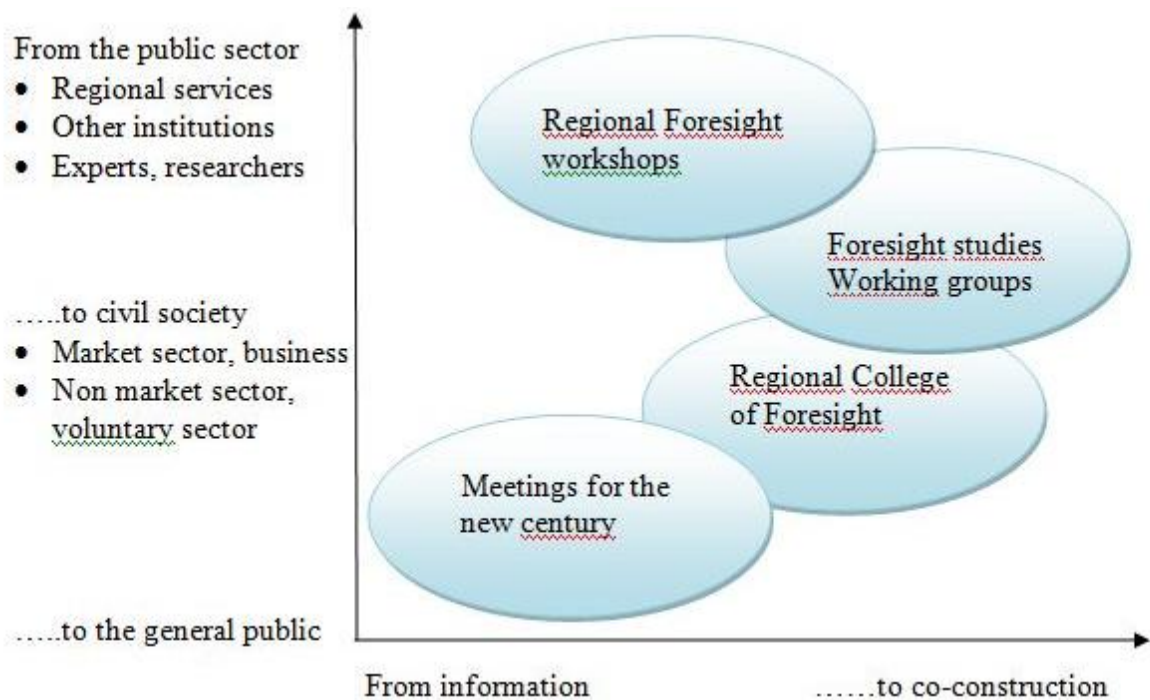 From the public sector
• Regional services
• Other institutions
• Experts, researchers
…..to civil society
• Market sector, business
• Non market sector,
voluntary sector
…..to the general public
Regional Foresight
workshops
Foresight studies
Working groups
Regional College
of Foresight
Meetings for the
new century
From information
……to co-construction